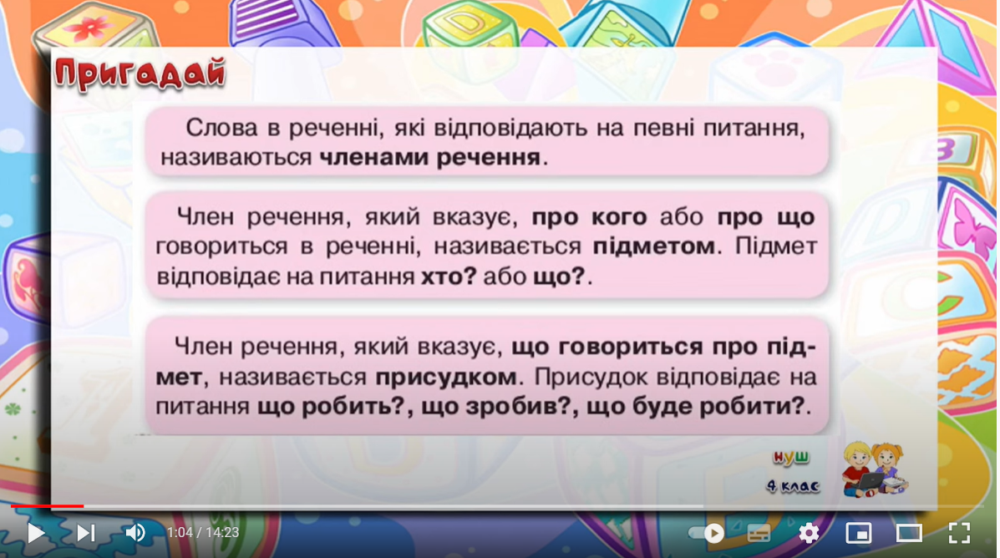 Пригадай
Слова в реченні, які відповідають на певні питання,
називаються членами речення.
Член речення, який вказує, про кого або про що
говориться в реченні, називається підметом. Підмет
відповідає на питання хто? або що?.
Член речення, який вказує, що говориться про під-
мет, називається присудком. Присудок відповідає на
питання що робить?, що зробив?, що буде робити?.
нуш
4 клас
1:04 / 14:23